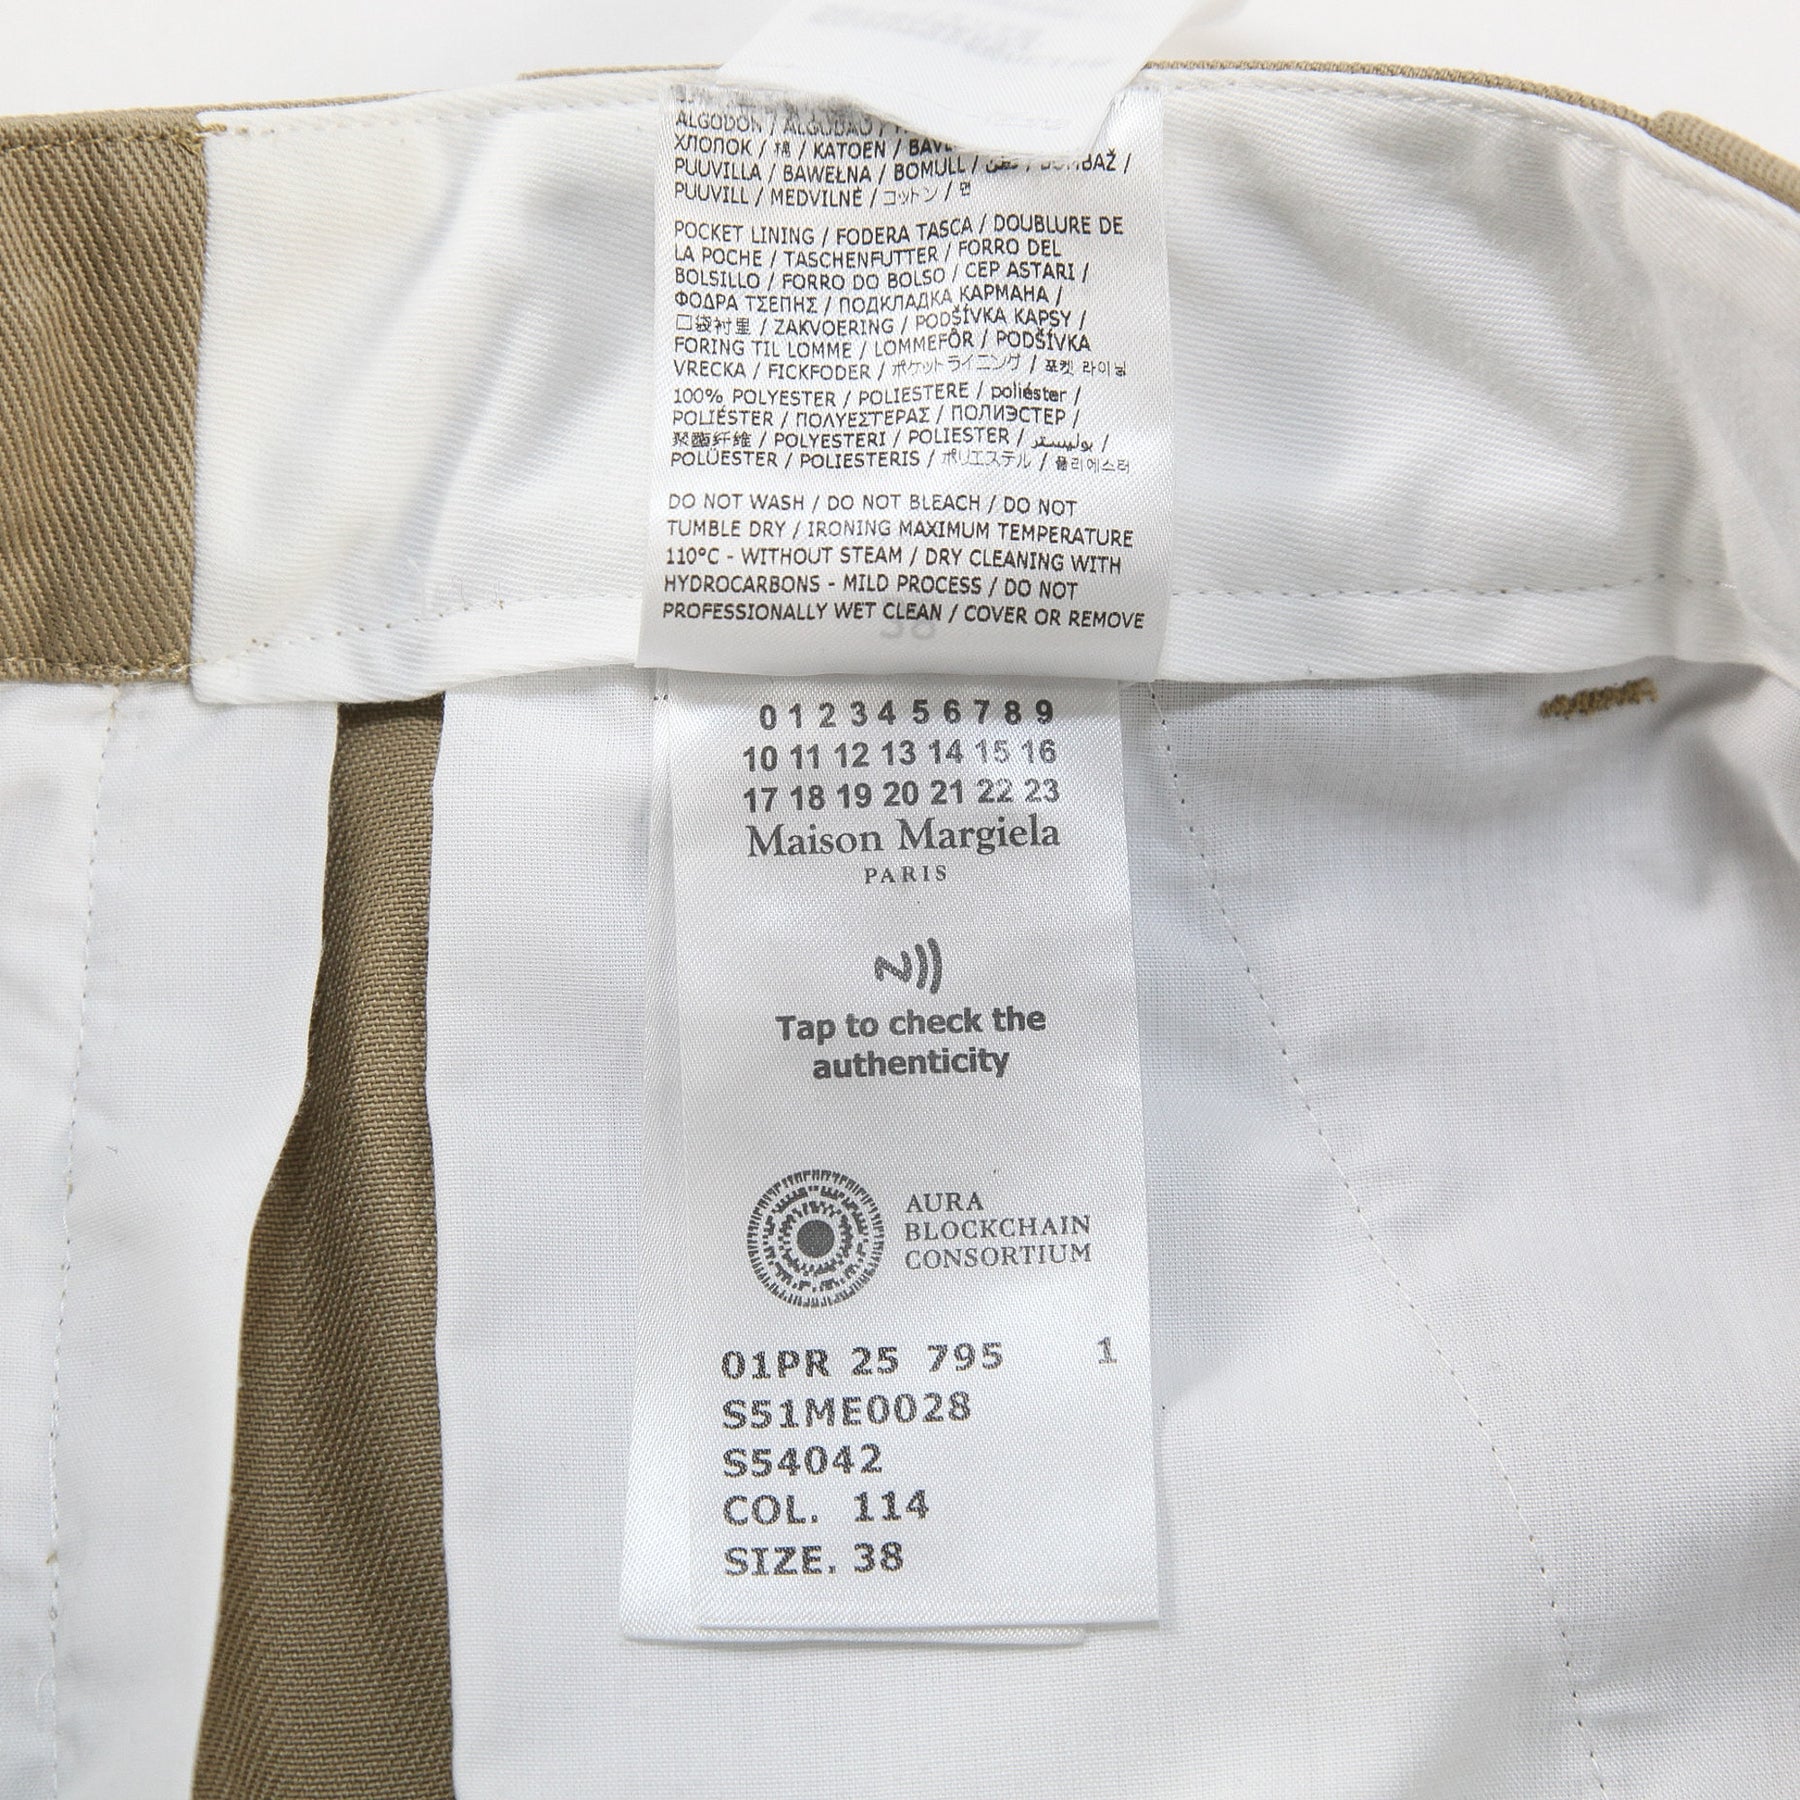 ALGODÓN / ALGODÃO /
ХЛОПОК / 棉 / KATOEN /
PUUVILLA / BAWEŁNA / BOMULL /
PUUVILL / MEDVILNĖ / コットン / 면
POCKET LINING / FODERA TASCA / DOUBLURE DE
LA POCHE / TASCHENFUTTER / FORRO DEL
BOLSILLO / FORRO DO BOLSO / CEP ASTARI /
ΦΟΔΡΑ ΤΣΕΠΗΣ / ПОДКЛАДКА КАРМАНА /
口袋衬里 / ZAKVOERING / PODŠÍVKA KAPSY /
FORING TIL LOMME / LOMMEFÔR / PODŠÍVKA
VRECKA / FICKFODER / ポケットライニング / 포켓 라이닝
100% POLYESTER / POLIESTERE / poliéster /
POLIÉSTER / ΠΟΛΥΕΣΤΕΡΑΣ / ПОЛИЭСТЕР /
聚酯纤维 / POLYESTERI / POLIESTER / بوليستر /
POLÜESTER / POLIESTERIS / ポリエステル / 폴리에스터
DO NOT WASH / DO NOT BLEACH / DO NOT
TUMBLE DRY / IRONING MAXIMUM TEMPERATURE
110°C - WITHOUT STEAM / DRY CLEANING WITH
HYDROCARBONS - MILD PROCESS / DO NOT
PROFESSIONALLY WET CLEAN / COVER OR REMOVE
38
0 1 2 3 4 5 6 7 8 9
10 11 12 13 14 15 16
17 18 19 20 21 22 23
Maison Margiela
PARIS
Tap to check the
authenticity
AURA
BLOCKCHAIN
CONSORTIUM
01PR 25 795 1
S51ME0028
S54042
COL. 114
SIZE. 38